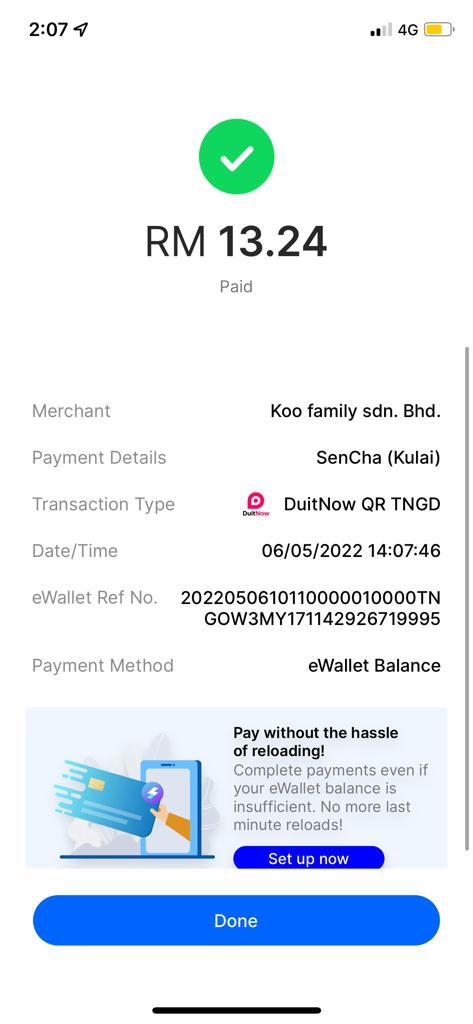 2:07
4G
RM 13.24
Paid
Merchant
Koo family sdn. Bhd.
Payment Details
SenCha (Kulai)
Transaction Type
DuitNow
DuitNow QR TNGD
Date/Time
06/05/2022 14:07:46
eWallet Ref No.
20220506101100000​10000TN
GOW3MY171142926719995
Payment Method
eWallet Balance
Pay without the hassle
of reloading!
Complete payments even if
your eWallet balance is
insufficient. No more last
minute reloads!
Set up now
Done